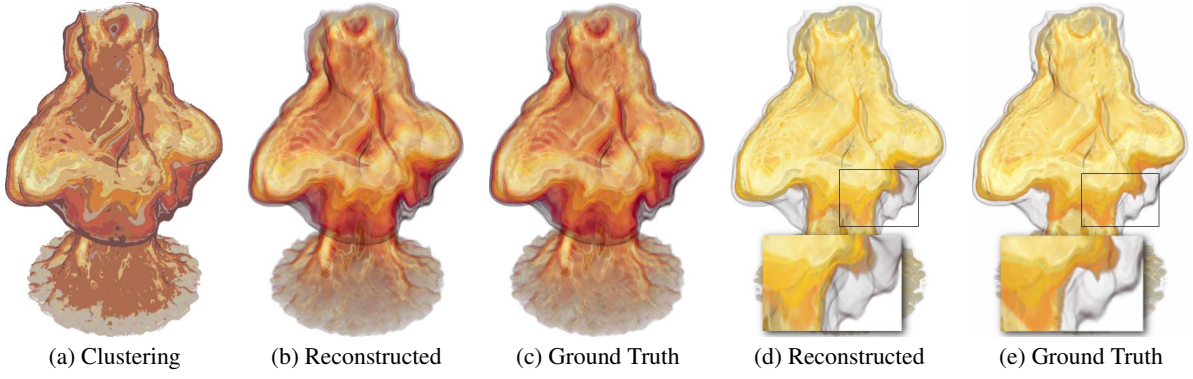 (a) Clustering
(b) Reconstructed
(c) Ground Truth
(d) Reconstructed
(e) Ground Truth